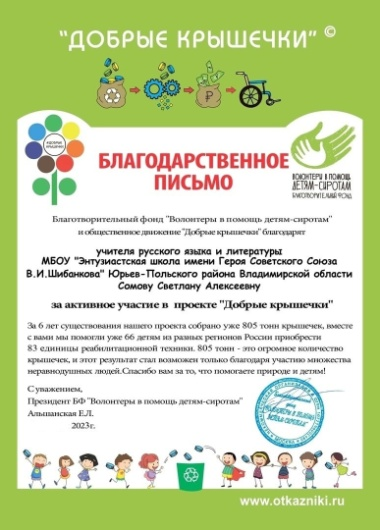 "ДОБРЫЕ КРЫШЕЧКИ" ©
#ДОБРЫЕ
КРЫШЕЧКИ
ВОЛОНТЕРЫ В ПОМОЩЬ
ДЕТЯМ-СИРОТАМ
БЛАГОТВОРИТЕЛЬНЫЙ ФОНД
БЛАГОДАРСТВЕННОЕ
ПИСЬМО
Благотворительный фонд "Волонтеры в помощь детям-сиротам"
и общественное движение "Добрые крышечки" благодарят
учителя русского языка и литературы
МБОУ "Энтузиастская школа имени Героя Советского Союза
В.И.Шибанкова" Юрьев-Польского района Владимирской области
Сомову Светлану Алексеевну
за активное участие в проекте "Добрые крышечки"
За 6 лет существования нашего проекта собрано уже 805 тонн крышечек, вместе
с вами мы помогли уже 66 детям из разных регионов России приобрести
83 единицы реабилитационной техники. 805 тонн - это огромное количество
крышечек, и этот результат стал возможен только благодаря участию множества
неравнодушных людей.Спасибо вам за то, что помогаете природе и детям!
С уважением,
Президент БФ "Волонтеры в помощь детям-сиротам"
Альшанская Е.Л.
2023г.
www.otkazniki.ru